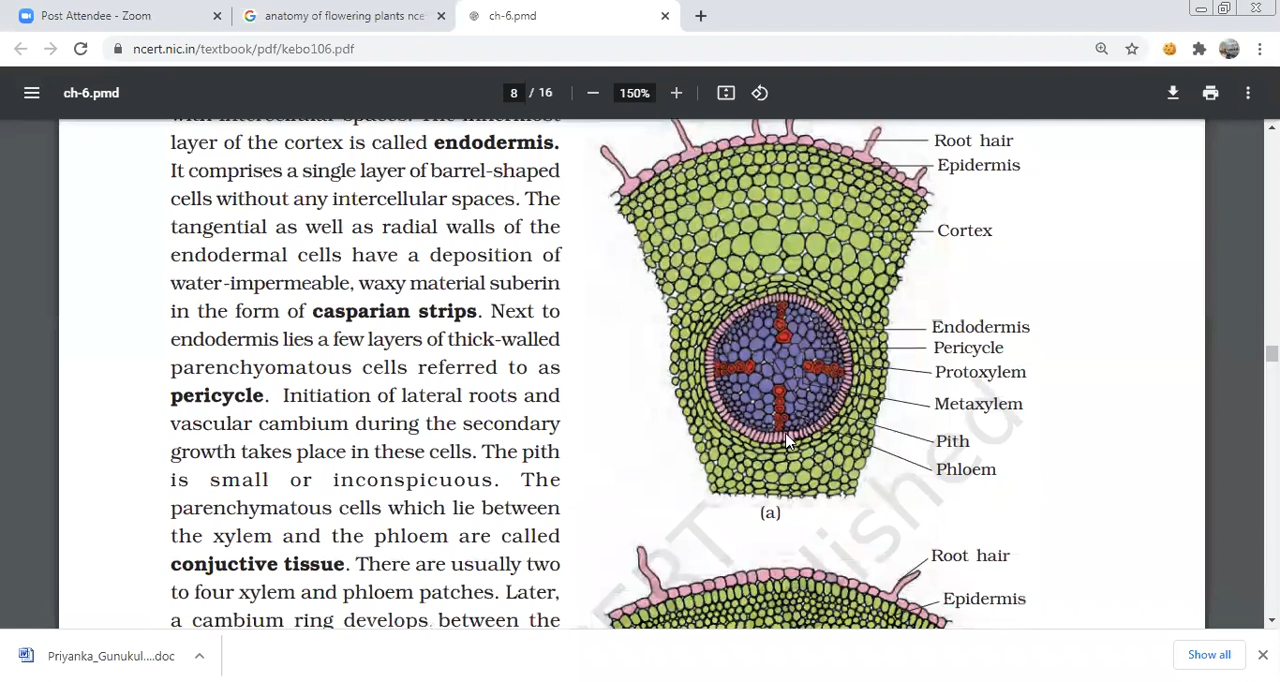 Post Attendee - Zoom
anatomy of flowering plants nce
ch-6.pmd
ncert.nic.in/textbook/pdf/kebo106.pdf
ch-6.pmd
8 / 16
150%
with intercellular spaces. The innermost
layer of the cortex is called endodermis.
It comprises a single layer of barrel-shaped
cells without any intercellular spaces. The
tangential as well as radial walls of the
endodermal cells have a deposition of
water-impermeable, waxy material suberin
in the form of casparian strips. Next to
endodermis lies a few layers of thick-walled
parenchyomatous cells referred to as
pericycle. Initiation of lateral roots and
vascular cambium during the secondary
growth takes place in these cells. The pith
is small or inconspicuous. The
parenchymatous cells which lie between
the xylem and the phloem are called
conjuctive tissue. There are usually two
to four xylem and phloem patches. Later,
a cambium ring develops between the
Root hair
Epidermis
Cortex
Endodermis
Pericycle
Protoxylem
Metaxylem
Pith
Phloem
(a)
Root hair
Epidermis
Priyanka_Gunukul....doc
Show all